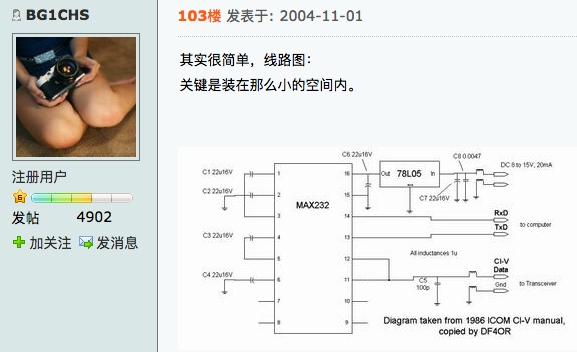 BG1CHS
103楼 发表于: 2004-11-01
其实很简单，线路图：
关键是装在那么小的空间内。
注册用户
6
发帖 4902
加关注 发消息
C6 22u16V
C8 0.0047
DC 8 to 15V, 20mA
Out 78L05 In
C7 22u16V
C1 22u16V
C2 22u16V
C3 22u16V
C4 22u16V
MAX232
1
2
3
4
5
6
7
8
16
15
14
13
12
11
10
9
RxD
TxD
to computer
All inductances 1u
CI-V
Data
Gnd
to Transceiver
C5
100p
Diagram taken from 1986 ICOM CI-V manual,
copied by DF4OR